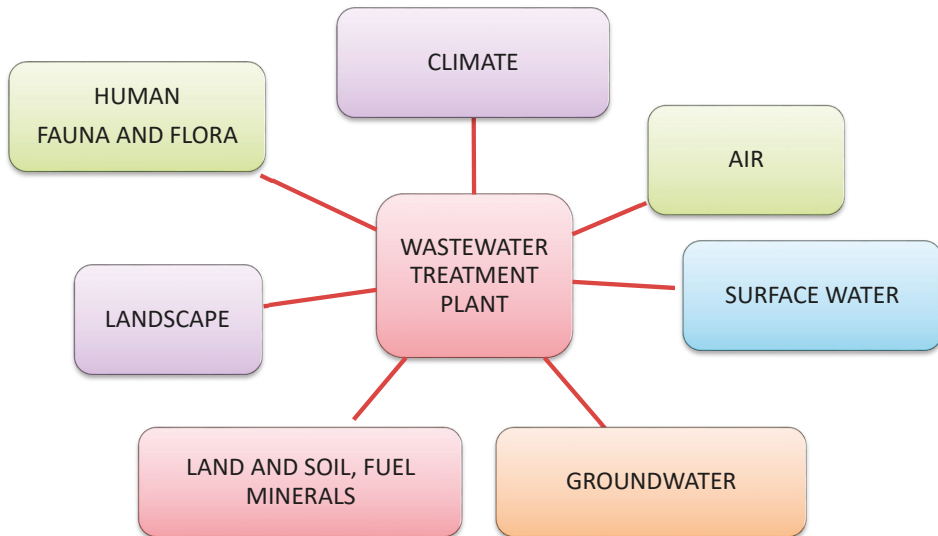 CLIMATE
HUMAN
FAUNA AND FLORA
AIR
WASTEWATER
TREATMENT
PLANT
SURFACE WATER
LANDSCAPE
LAND AND SOIL, FUEL
MINERALS
GROUNDWATER